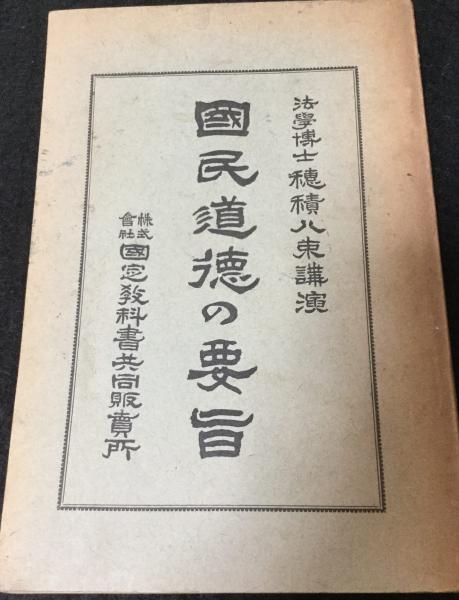 法學博士穗積八束講演
國民道德の要旨
株式會社國定教科書共同販賣所